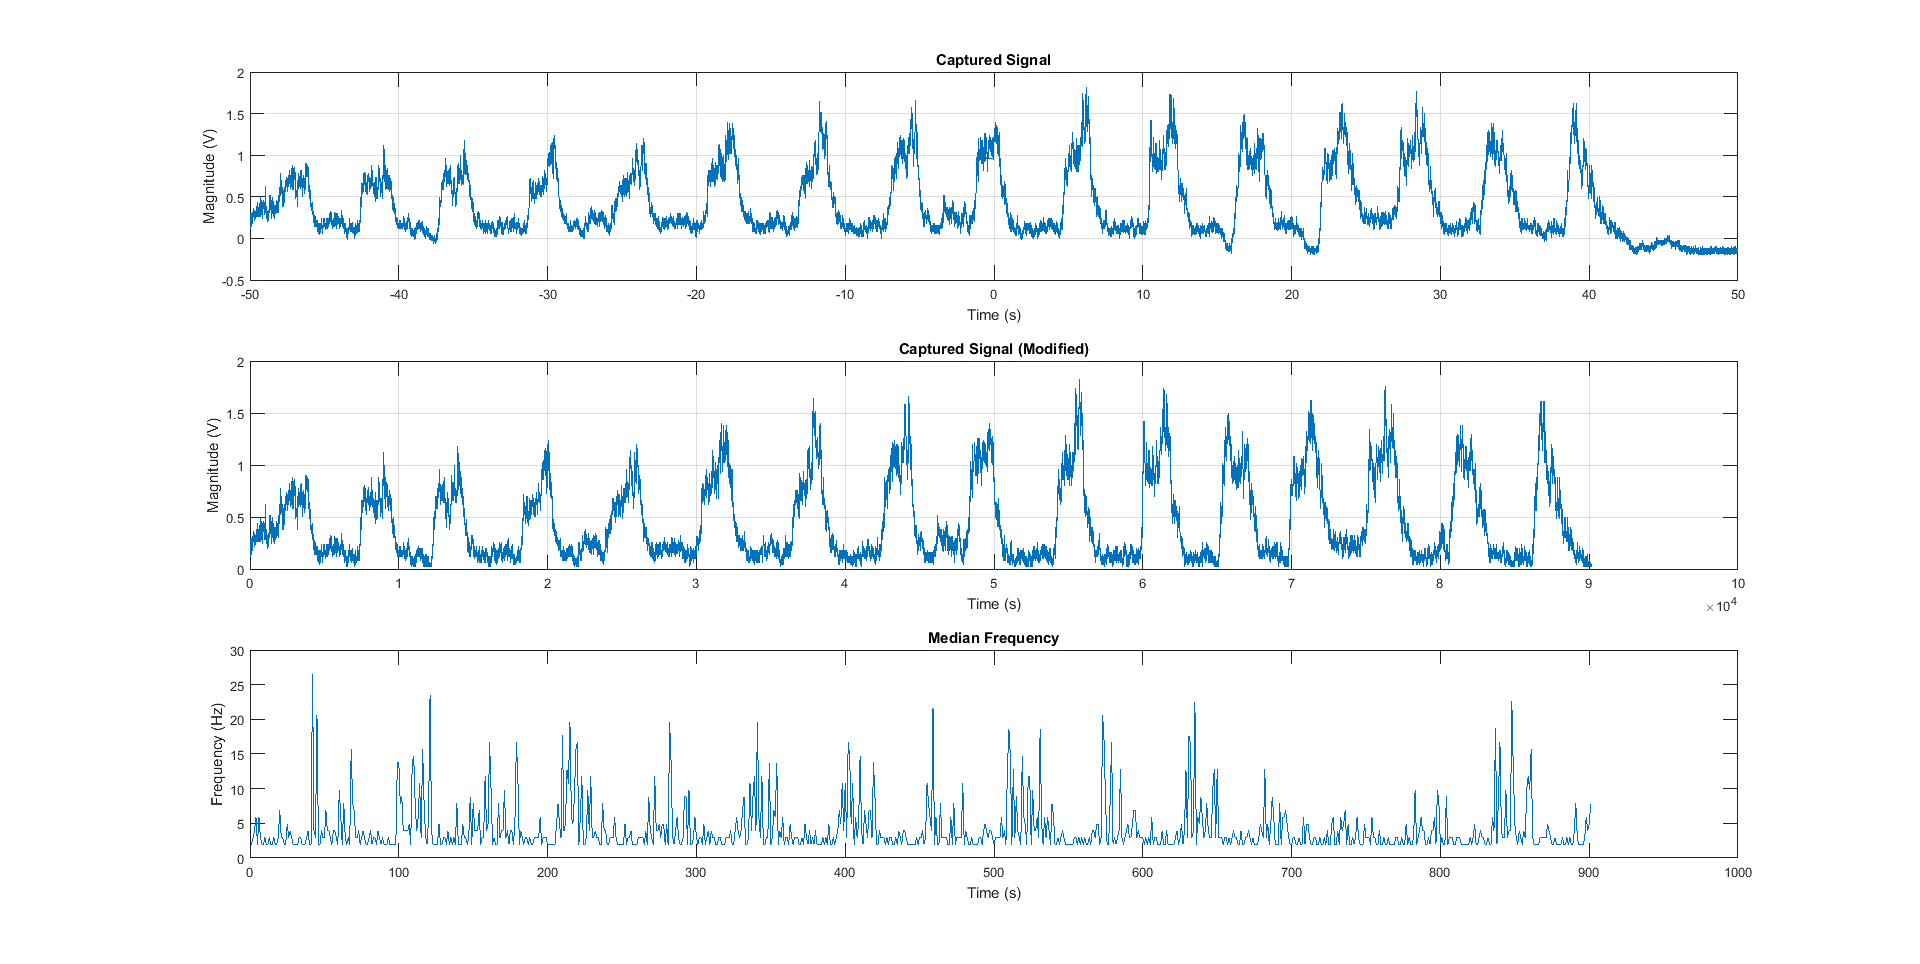 Captured Signal
Magnitude (V)
2
1.5
1
0.5
0
-0.5
-50 -40 -30 -20 -10 0 10 20 30 40 50
Time (s)
Captured Signal (Modified)
Magnitude (V)
2
1.5
1
0.5
0
0 1 2 3 4 5 6 7 8 9 10
Time (s)
×10^4
Median Frequency
Frequency (Hz)
30
25
20
15
10
5
0
0 100 200 300 400 500 600 700 800 900 1000
Time (s)